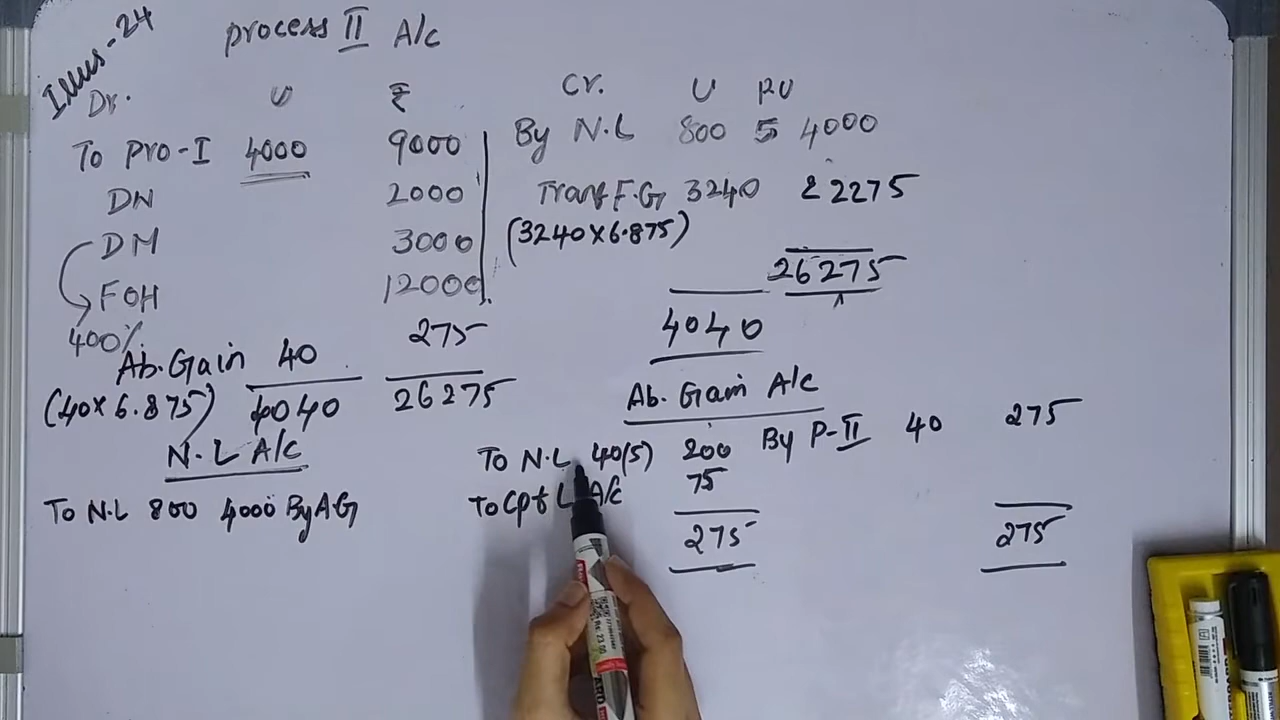 Illus-24
process II A/c
Dr. U ₹ Cr. U PU
To Pro-I 4000 9000 By N.L 800 5 4000
DW 2000 Tranf F.G 3240 22275
DM 3000 (3240×6.875)
FOH 12000 26275
400% 275 4040
Ab. Gain 40
(40×6.875) 4040 26275
Ab. Gain A/c
N.L A/c
To N.L 40(5) 200 By P-II 40 275
To N.L 800 4000 By AG To Cpt L A/c 75
275 275